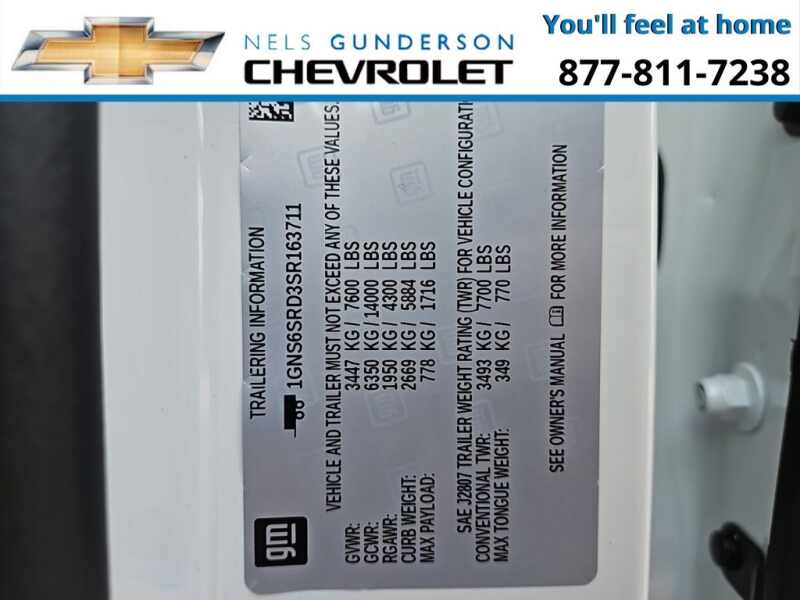 NELS GUNDERSON
CHEVROLET
You'll feel at home
877-811-7238
gm
TRAILERING INFORMATION
1GNS6SRD3SR163711
VEHICLE AND TRAILER MUST NOT EXCEED ANY OF THESE VALUES.
GVWR: 3447 KG / 7600 LBS
GCWR: 6350 KG / 14000 LBS
RGAWR: 1950 KG / 4300 LBS
CURB WEIGHT: 2669 KG / 5884 LBS
MAX PAYLOAD: 778 KG / 1716 LBS
SAE J2807 TRAILER WEIGHT RATING (TWR) FOR VEHICLE
CONVENTIONAL TWR: 3493 KG / 7700 LBS
MAX TONGUE WEIGHT: 349 KG / 770 LBS
SEE OWNER'S MANUAL FOR MORE INFORMATION